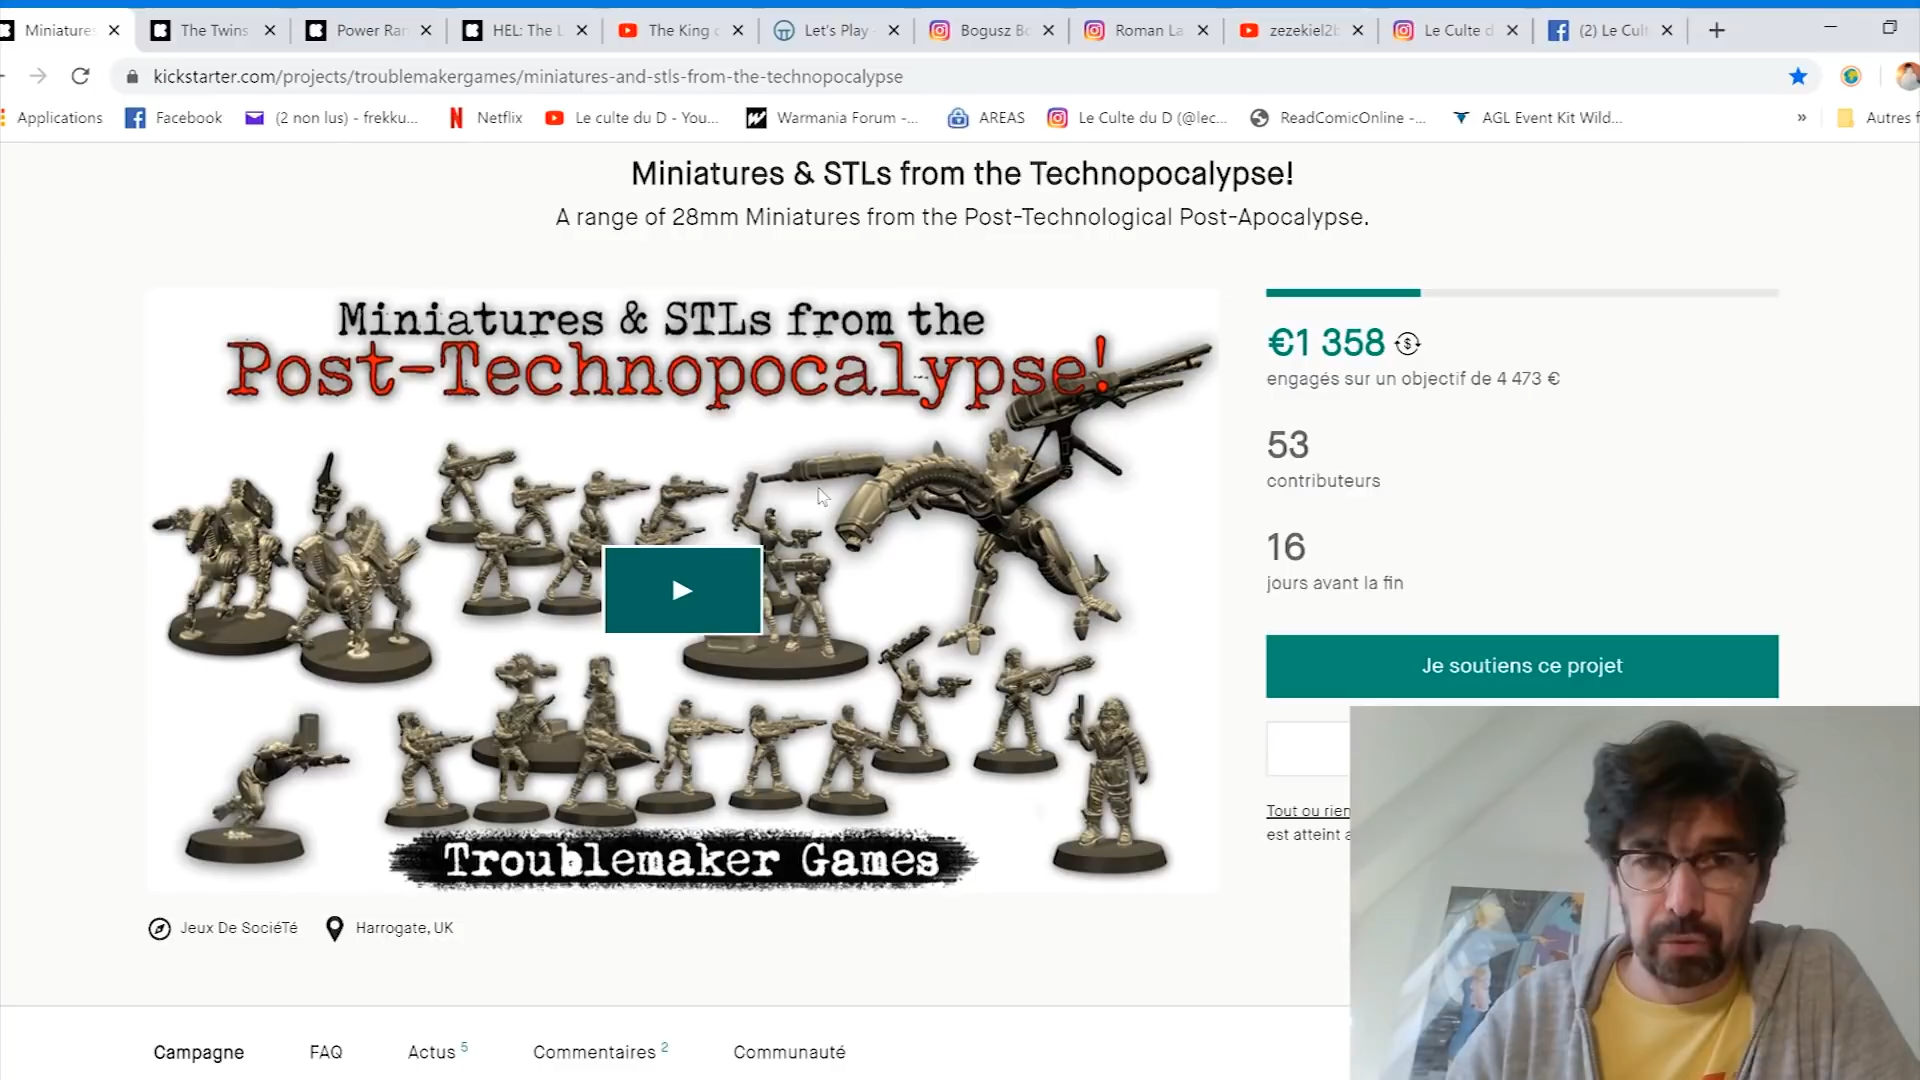 Miniatures
The Twins
Power Ran
HEL: The L
The King o
Let's Play
Bogusz Bo
Roman La
zezekiel2b
Le Culte d
(2) Le Cult
kickstarter.com/projects/troublemakergames/miniatures-and-stls-from-the-technopocalypse
Applications
Facebook
(2 non lus) - frekku...
Netflix
Le culte du D - You...
Warmania Forum -...
AREAS
Le Culte du D (@lec...
ReadComicOnline -...
AGL Event Kit Wild...
»
Autres f
Miniatures & STLs from the Technopocalypse!
A range of 28mm Miniatures from the Post-Technological Post-Apocalypse.
Miniatures & STLs from the
Post-Technopocalypse!
Troublemaker Games
€1 358
engagés sur un objectif de 4 473 €
53
contributeurs
16
jours avant la fin
Je soutiens ce projet
Tout ou rien
est atteint a
Jeux De SociéTé
Harrogate, UK
Campagne
FAQ
Actus 5
Commentaires 2
Communauté